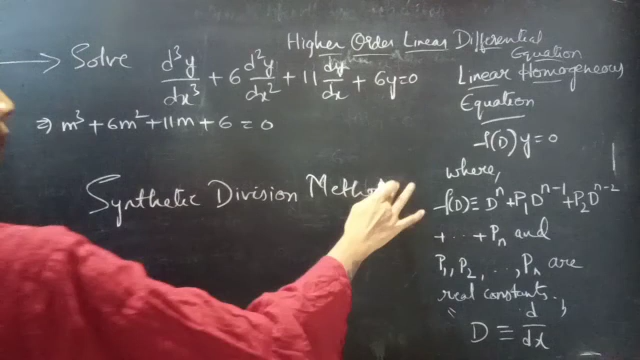 Higher Order Linear Differential Equation
→ Solve d³y/dx³ + 6 d²y/dx² + 11 dy/dx + 6y = 0
⇒ m³ + 6m² + 11m + 6 = 0
Synthetic Division Method
Linear Homogeneous
Equation
f(D) y = 0
where,
f(D) ≡ Dⁿ + P₁Dⁿ⁻¹ + P₂Dⁿ⁻²
+ ... + Pₙ and
P₁, P₂, ..., Pₙ are
real constants.
D ≡ d/dx